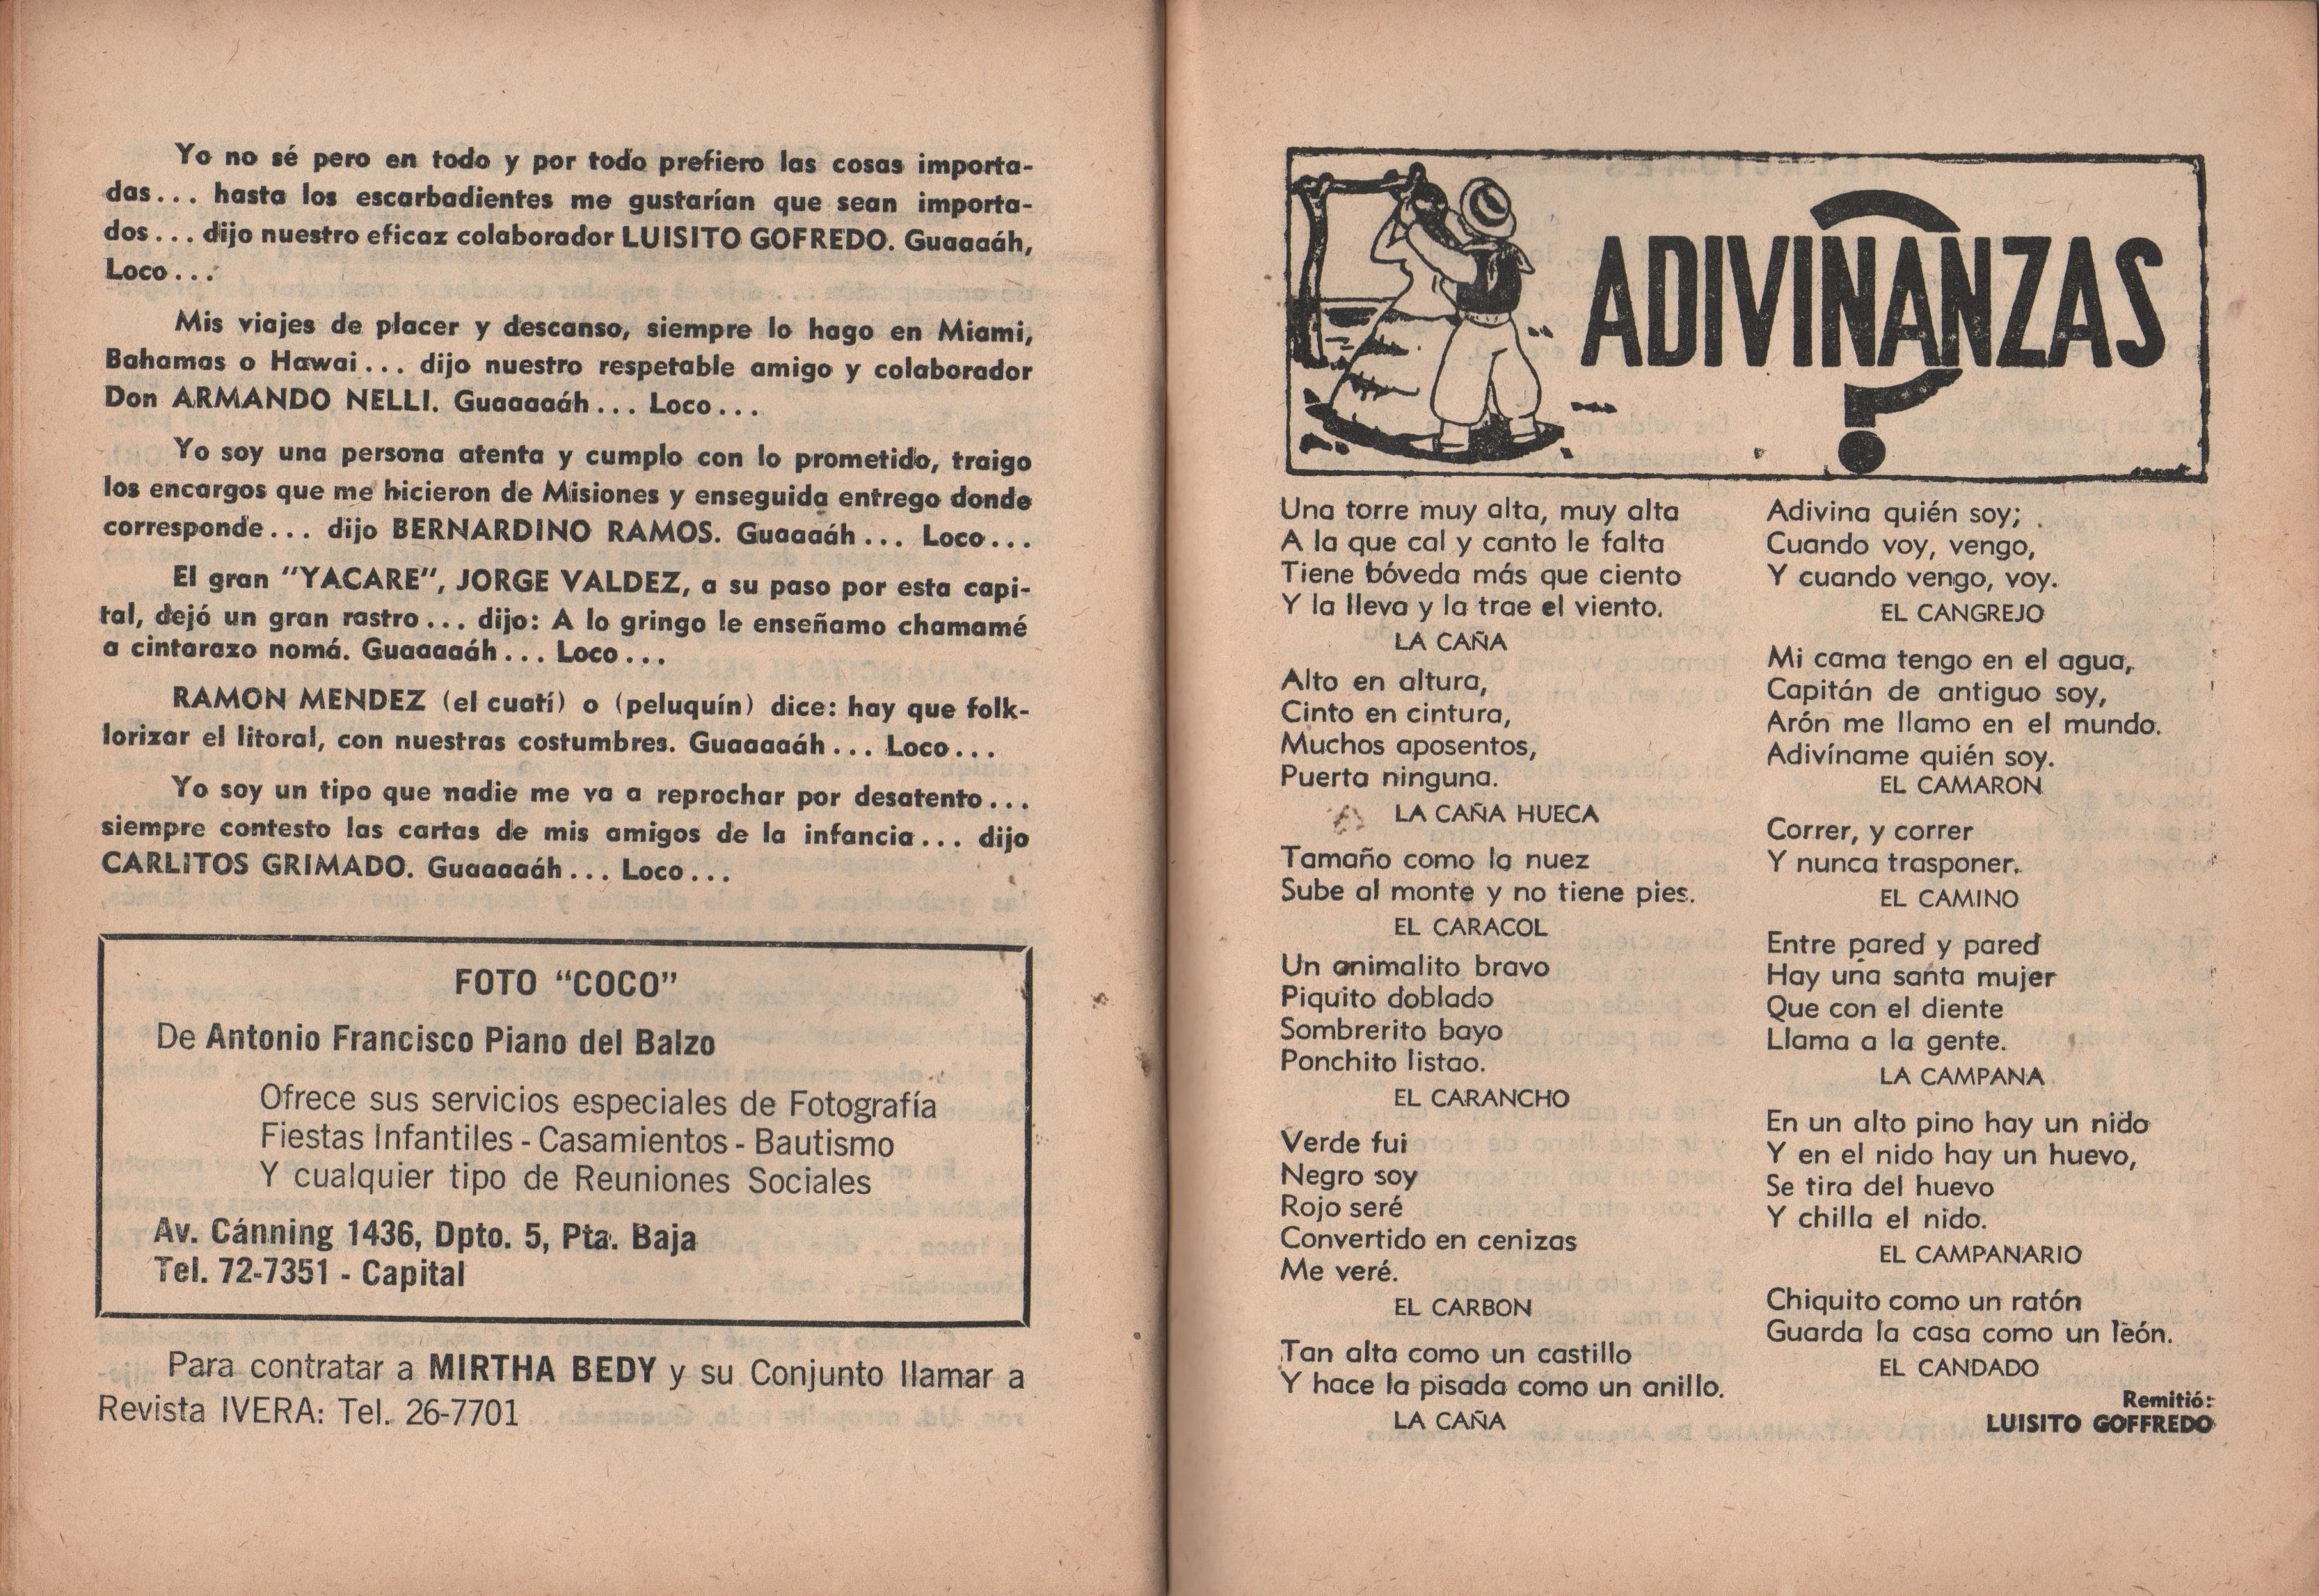 Yo no sé pero en todo y por todo prefiero las cosas importa-
das... hasta los escarbadientes me gustarían que sean importa-
dos... dijo nuestro eficaz colaborador LUISITO GOFREDO. Guaaaáh,
Loco...
Mis viajes de placer y descanso, siempre lo hago en Miami,
Bahamas o Hawai... dijo nuestro respetable amigo y colaborador
Don ARMANDO NELLI. Guaaaaáh... Loco...
Yo soy una persona atenta y cumplo con lo prometido, traigo
los encargos que me hicieron de Misiones y enseguida entrego donde
corresponde... dijo BERNARDINO RAMOS. Guaaaáh... Loco...
El gran "YACARE", JORGE VALDEZ, a su paso por esta capi-
tal, dejó un gran rastro... dijo: A lo gringo le enseñamo chamamé
a cintarazo nomá. Guaaaaáh... Loco...
RAMON MENDEZ (el cuatí) o (peluquín) dice: hay que folk-
lorizar el litoral, con nuestras costumbres. Guaaaaáh... Loco...
Yo soy un tipo que nadie me va a reprochar por desatento...
siempre contesto las cartas de mis amigos de la infancia... dijo
CARLITOS GRIMADO. Guaaaaáh... Loco...
FOTO "COCO"
De Antonio Francisco Piano del Balzo
Ofrece sus servicios especiales de Fotografía
Fiestas Infantiles - Casamientos - Bautismo
Y cualquier tipo de Reuniones Sociales
Av. Cánning 1436, Dpto. 5, Pta. Baja
Tel. 72-7351 - Capital
Para contratar a MIRTHA BEDY y su Conjunto llamar a
Revista IVERA: Tel. 26-7701
ADIVINANZAS
?
Una torre muy alta, muy alta
A la que cal y canto le falta
Tiene bóveda más que ciento
Y la lleva y la trae el viento.
LA CAÑA
Alto en altura,
Cinto en cintura,
Muchos aposentos,
Puerta ninguna.
LA CAÑA HUECA
Tamaño como la nuez
Sube al monte y no tiene pies.
EL CARACOL
Un animalito bravo
Piquito doblado
Sombrerito bayo
Ponchito listao.
EL CARANCHO
Verde fui
Negro soy
Rojo seré
Convertido en cenizas
Me veré.
EL CARBON
Tan alta como un castillo
Y hace la pisada como un anillo.
LA CAÑA
Adivina quién soy;
Cuando voy, vengo,
Y cuando vengo, voy.
EL CANGREJO
Mi cama tengo en el agua,
Capitán de antiguo soy,
Arón me llamo en el mundo.
Adivíname quién soy.
EL CAMARON
Correr, y correr
Y nunca trasponer.
EL CAMINO
Entre pared y pared
Hay una santa mujer
Que con el diente
Llama a la gente.
LA CAMPANA
En un alto pino hay un nido
Y en el nido hay un huevo,
Se tira del huevo
Y chilla el nido.
EL CAMPANARIO
Chiquito como un ratón
Guarda la casa como un león.
EL CANDADO
Remitió:
LUISITO GOFFREDO